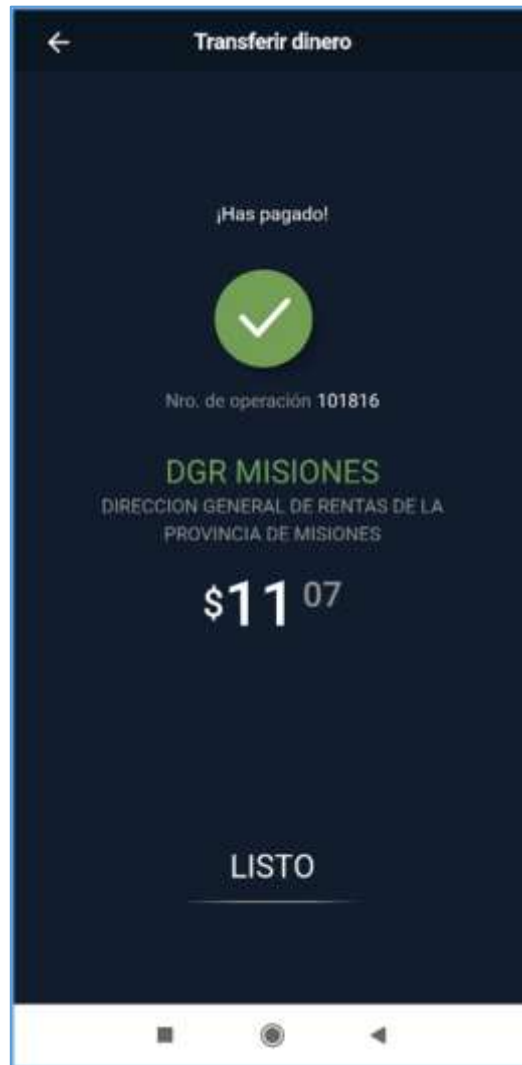 Transferir dinero
¡Has pagado!
Nro. de operación 101816
DGR MISIONES
DIRECCION GENERAL DE RENTAS DE LA
PROVINCIA DE MISIONES
$11 07
LISTO